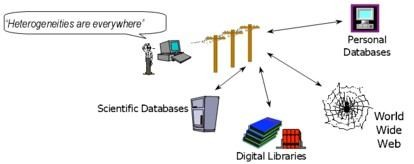 'Heterogeneities are everywhere'
Personal
Databases
Scientific Databases
Digital Libraries
World
Wide
Web